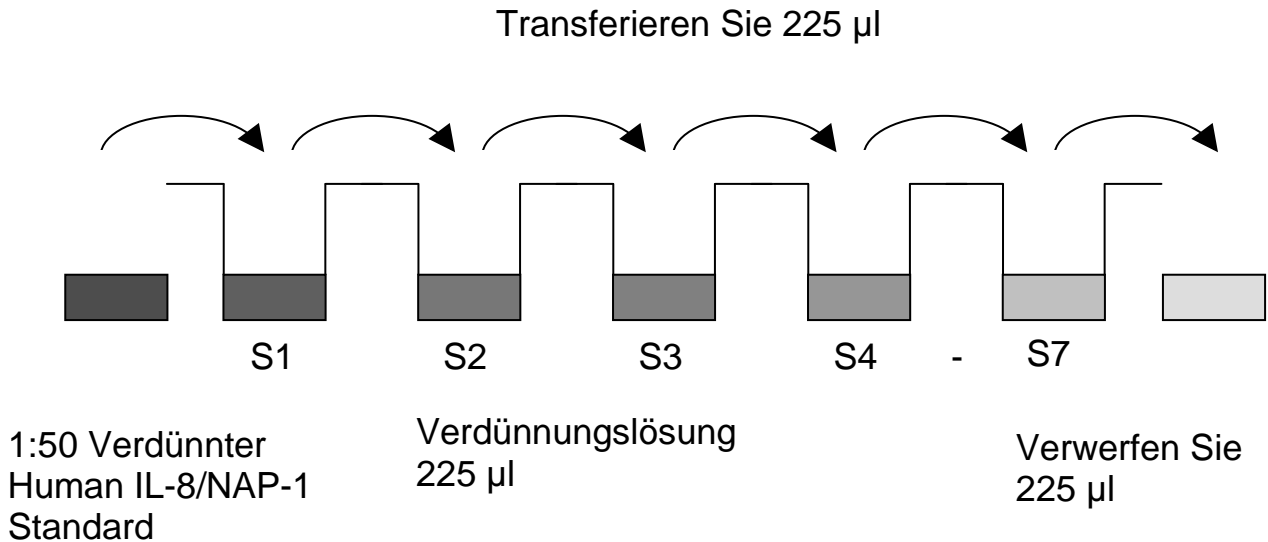 Transferieren Sie 225 µl
S1 S2 S3 S4 - S7
1:50 Verdünnter
Human IL-8/NAP-1
Standard
Verdünnungslösung
225 µl
Verwerfen Sie
225 µl